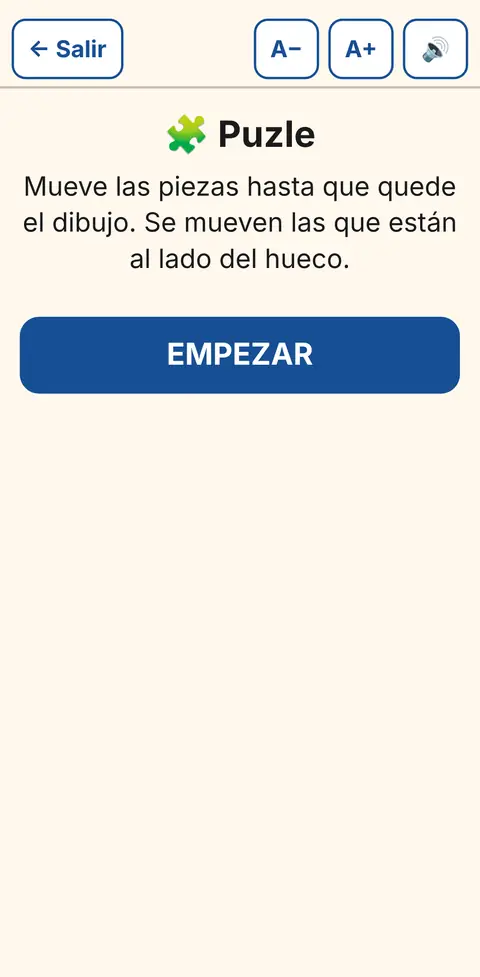 ← Salir
A−
A+
Puzle
Mueve las piezas hasta que quede
el dibujo. Se mueven las que están
al lado del hueco.
EMPEZAR